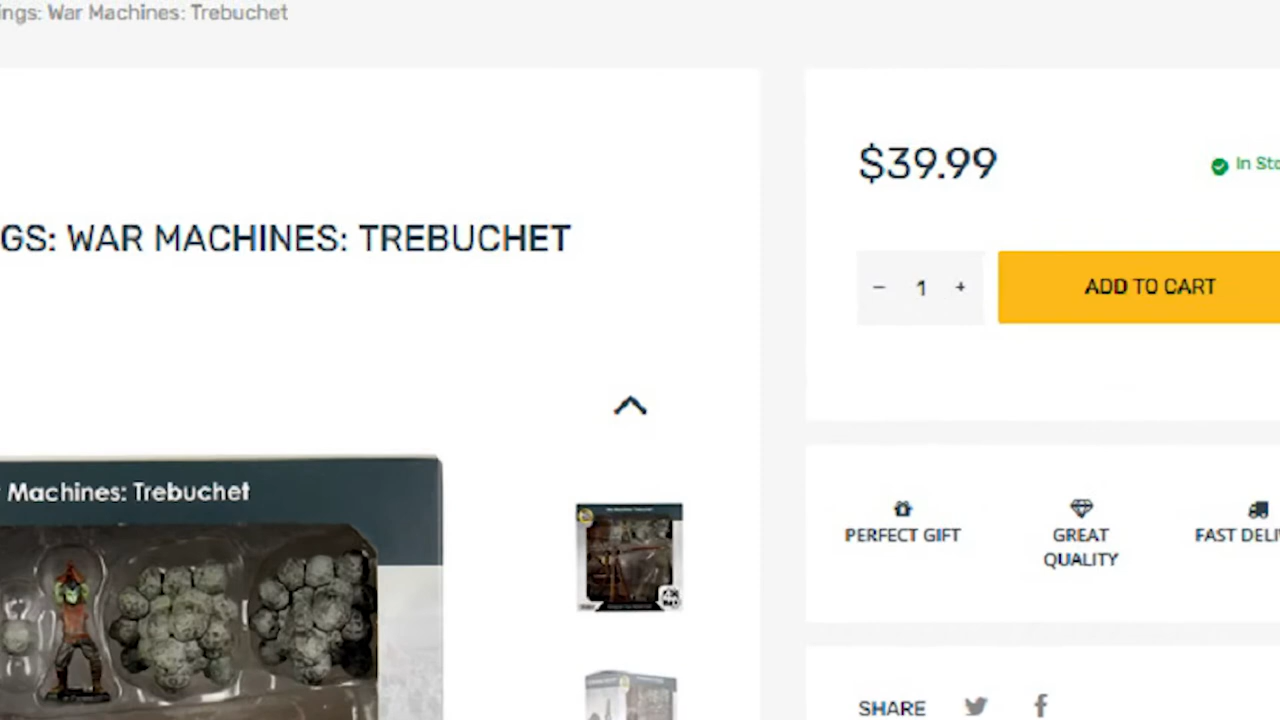 ings: War Machines: Trebuchet
$39.99
In Sto
GS: WAR MACHINES: TREBUCHET
− 1 +
ADD TO CART
Machines: Trebuchet
PERFECT GIFT
GREAT
QUALITY
FAST DELI
SHARE